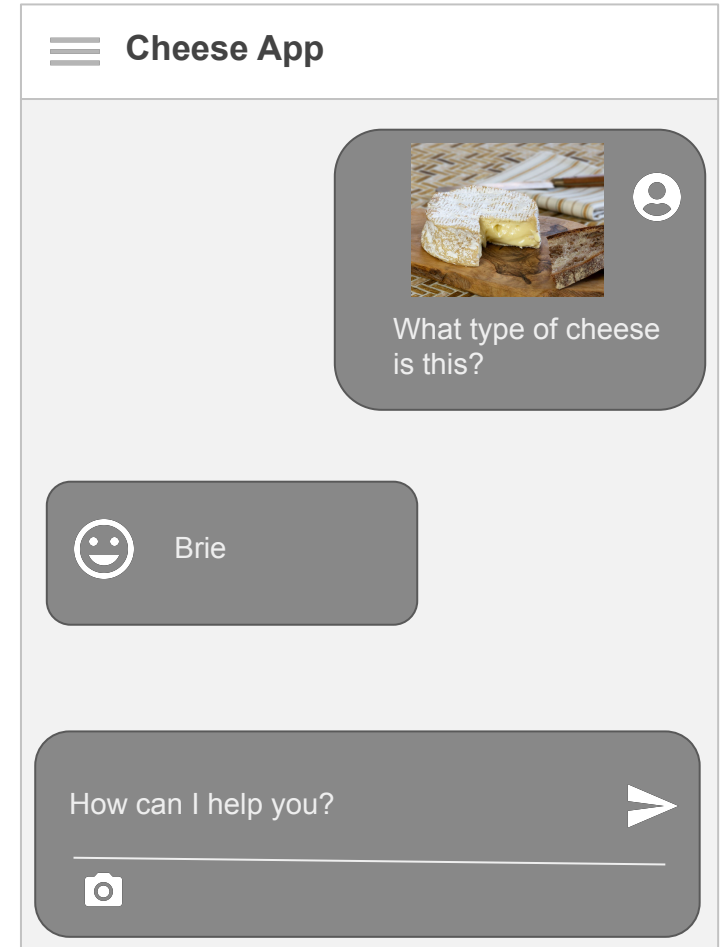 Cheese App
What type of cheese
is this?
Brie
How can I help you?